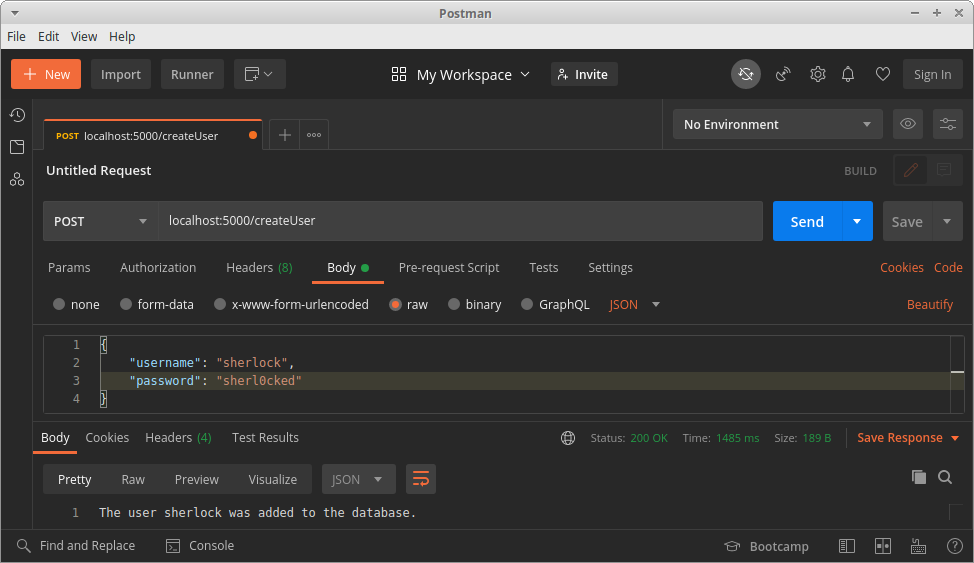 Postman
File Edit View Help
New Import Runner My Workspace Invite Sign In
POST localhost:5000/createUser No Environment
Untitled Request BUILD
POST localhost:5000/createUser Send Save
Params Authorization Headers (8) Body Pre-request Script Tests Settings Cookies Code
none form-data x-www-form-urlencoded raw binary GraphQL JSON Beautify
1 {
2 "username": "sherlock",
3 "password": "sherl0cked"
4 }
Body Cookies Headers (4) Test Results Status: 200 OK Time: 1485 ms Size: 189 B Save Response
Pretty Raw Preview Visualize JSON
1 The user sherlock was added to the database.
Find and Replace Console Bootcamp